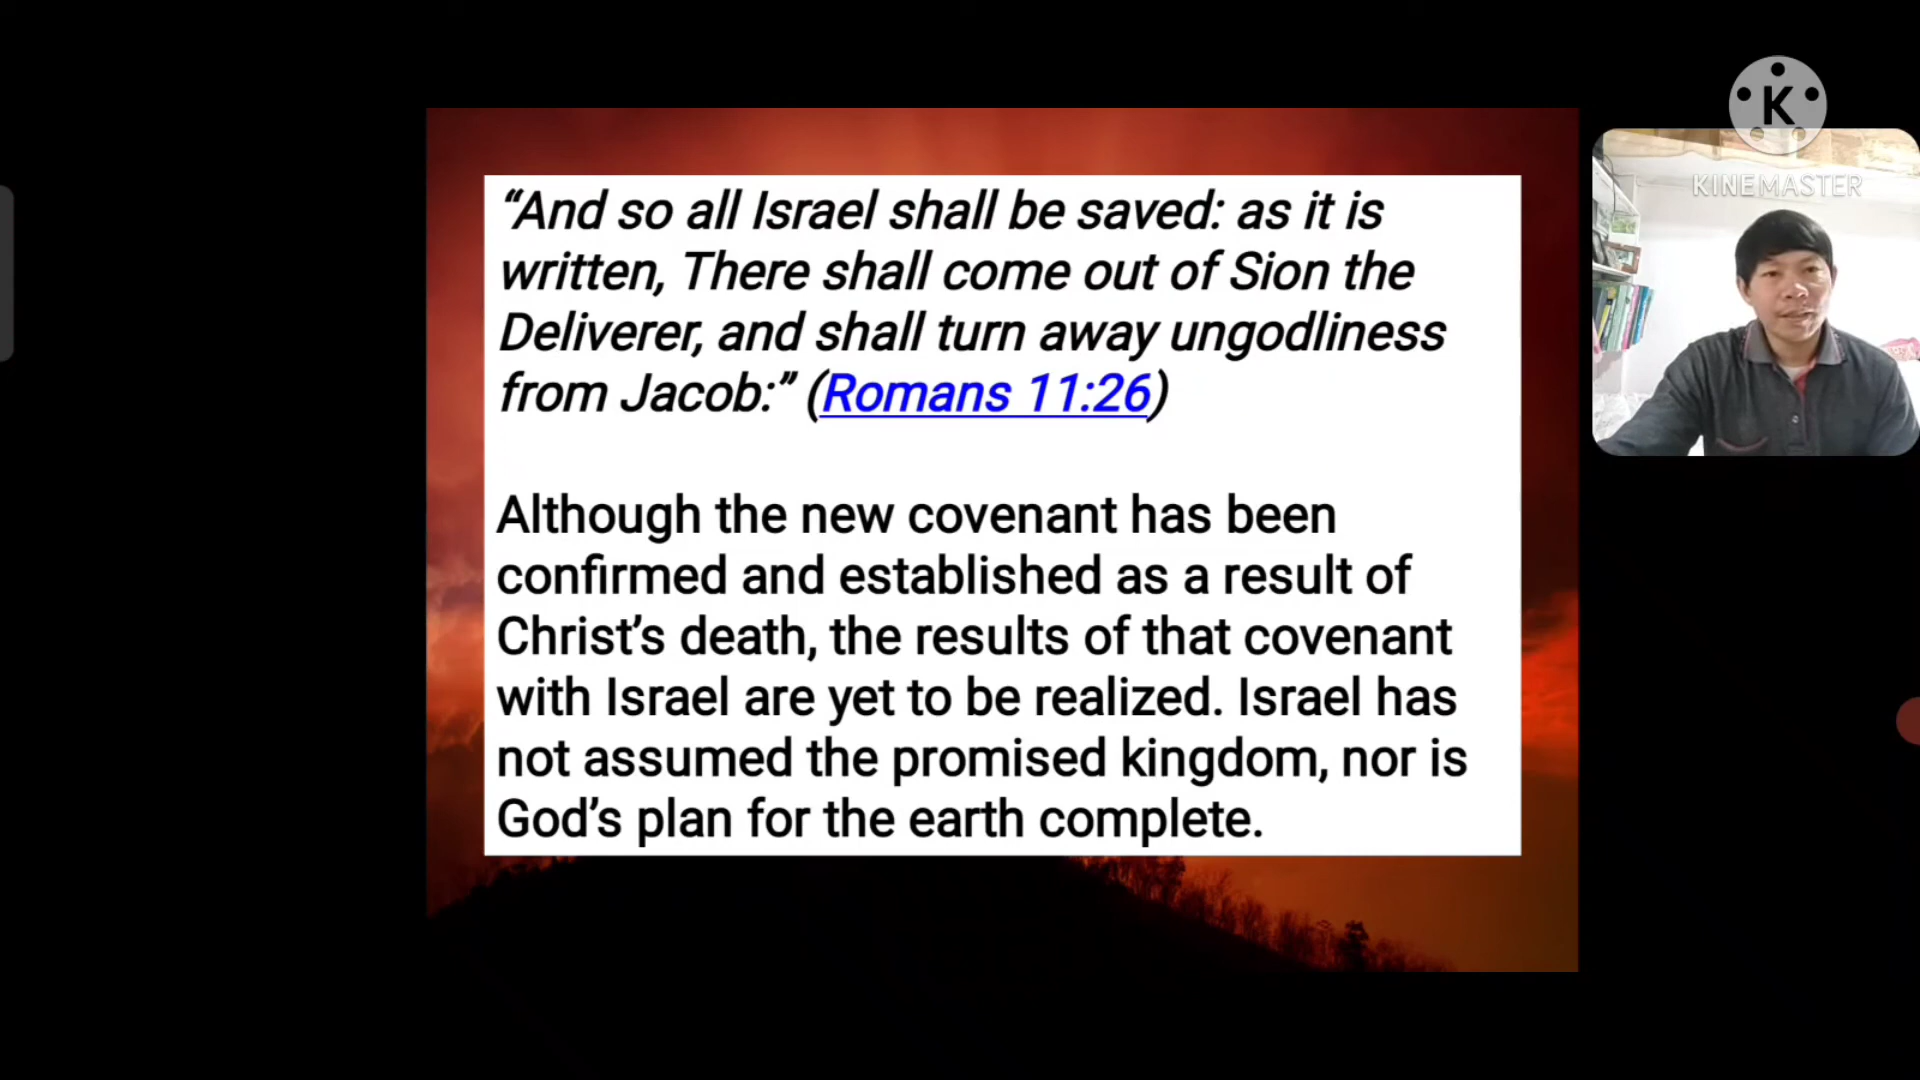 K
KINEMASTER
“And so all Israel shall be saved: as it is
written, There shall come out of Sion the
Deliverer, and shall turn away ungodliness
from Jacob:” (Romans 11:26)
Although the new covenant has been
confirmed and established as a result of
Christ’s death, the results of that covenant
with Israel are yet to be realized. Israel has
not assumed the promised kingdom, nor is
God’s plan for the earth complete.